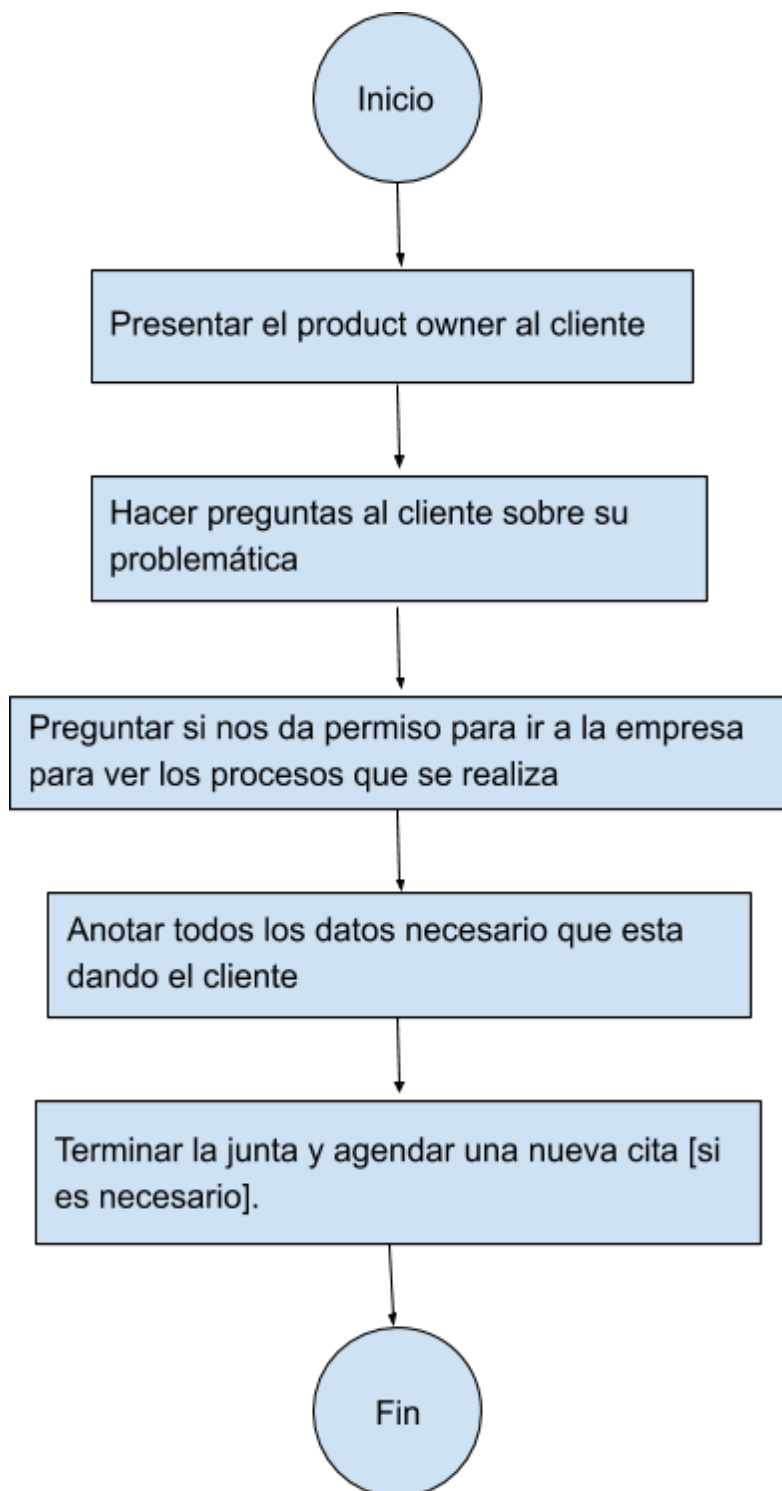 Inicio
Presentar el product owner al cliente
Hacer preguntas al cliente sobre su
problemática
Preguntar si nos da permiso para ir a la empresa
para ver los procesos que se realiza
Anotar todos los datos necesario que esta
dando el cliente
Terminar la junta y agendar una nueva cita [si
es necesario].
Fin